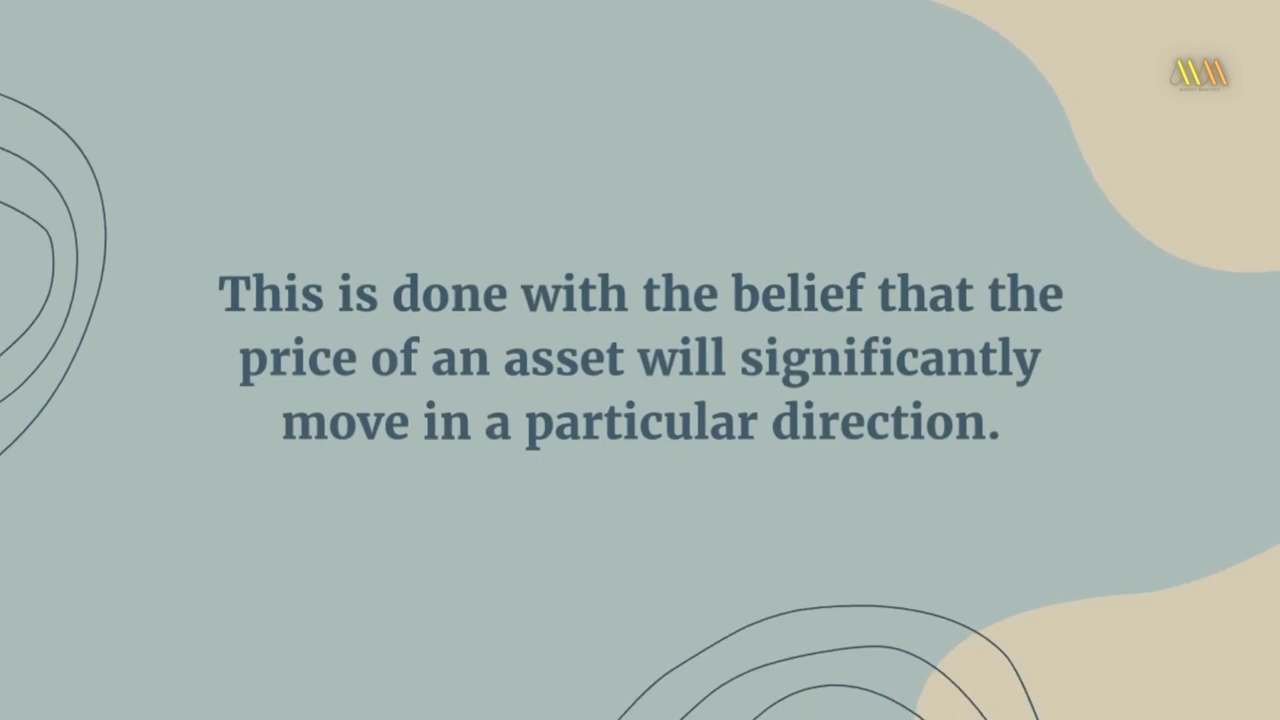 This is done with the belief that the
price of an asset will significantly
move in a particular direction.